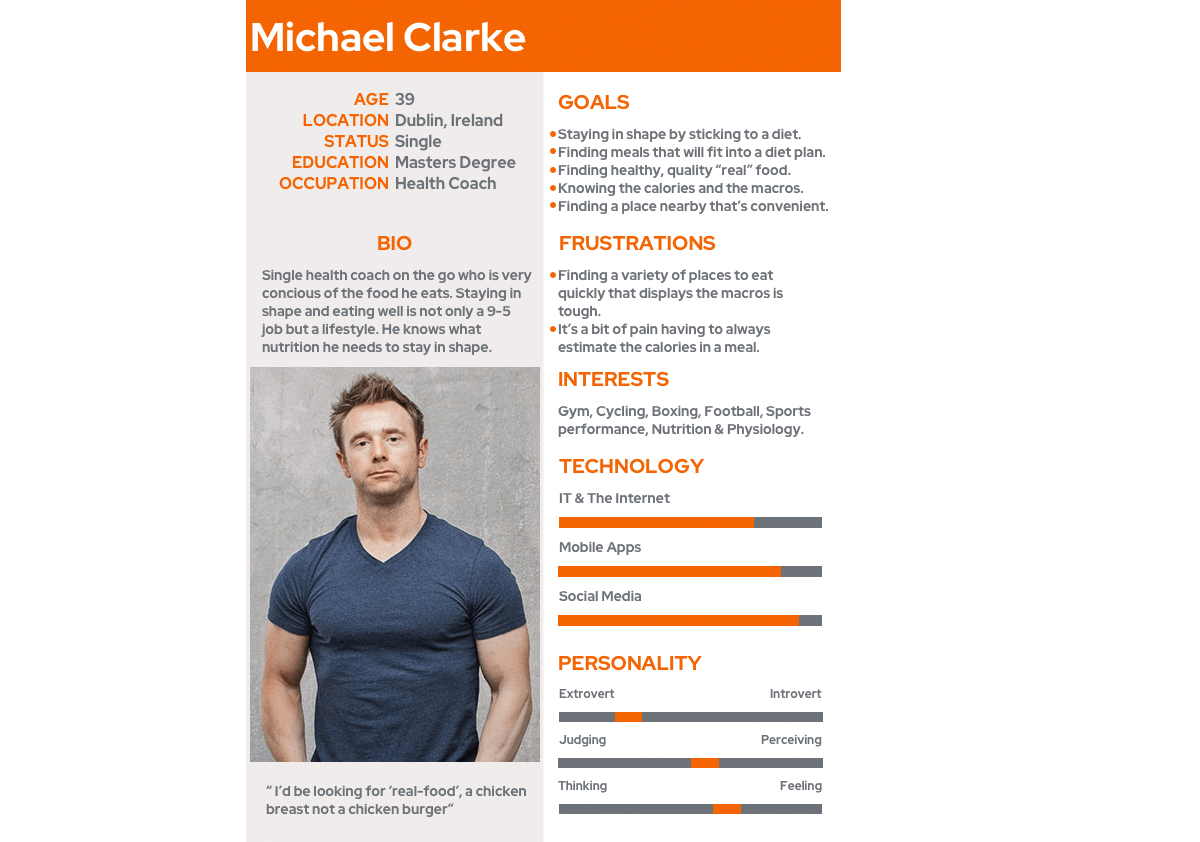 Michael Clarke
AGE 39
LOCATION Dublin, Ireland
STATUS Single
EDUCATION Masters Degree
OCCUPATION Health Coach
BIO
Single health coach on the go who is very
concious of the food he eats. Staying in
shape and eating well is not only a 9-5
job but a lifestyle. He knows what
nutrition he needs to stay in shape.
“ I’d be looking for ‘real-food’, a chicken
breast not a chicken burger”
GOALS
•Staying in shape by sticking to a diet.
•Finding meals that will fit into a diet plan.
•Finding healthy, quality “real” food.
•Knowing the calories and the macros.
•Finding a place nearby that’s convenient.
FRUSTRATIONS
•Finding a variety of places to eat
quickly that displays the macros is
tough.
•It’s a bit of pain having to always
estimate the calories in a meal.
INTERESTS
Gym, Cycling, Boxing, Football, Sports
performance, Nutrition & Physiology.
TECHNOLOGY
IT & The Internet
Mobile Apps
Social Media
PERSONALITY
Extrovert Introvert
Judging Perceiving
Thinking Feeling